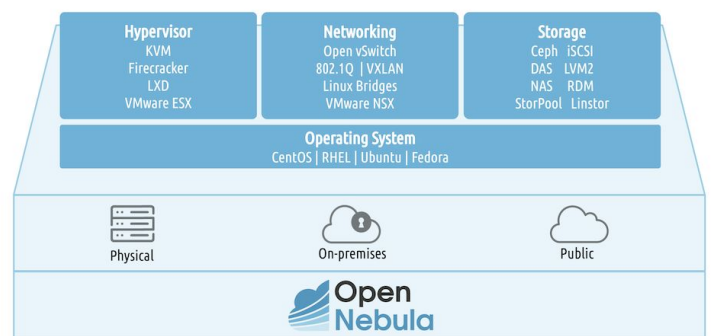 Hypervisor
KVM
Firecracker
LXD
VMware ESX
Networking
Open vSwitch
802.1Q | VXLAN
Linux Bridges
VMware NSX
Storage
Ceph iSCSI
DAS LVM2
NAS RDM
StorPool Linstor
Operating System
CentOS | RHEL | Ubuntu | Fedora
Physical
On-premises
Public
Open
Nebula